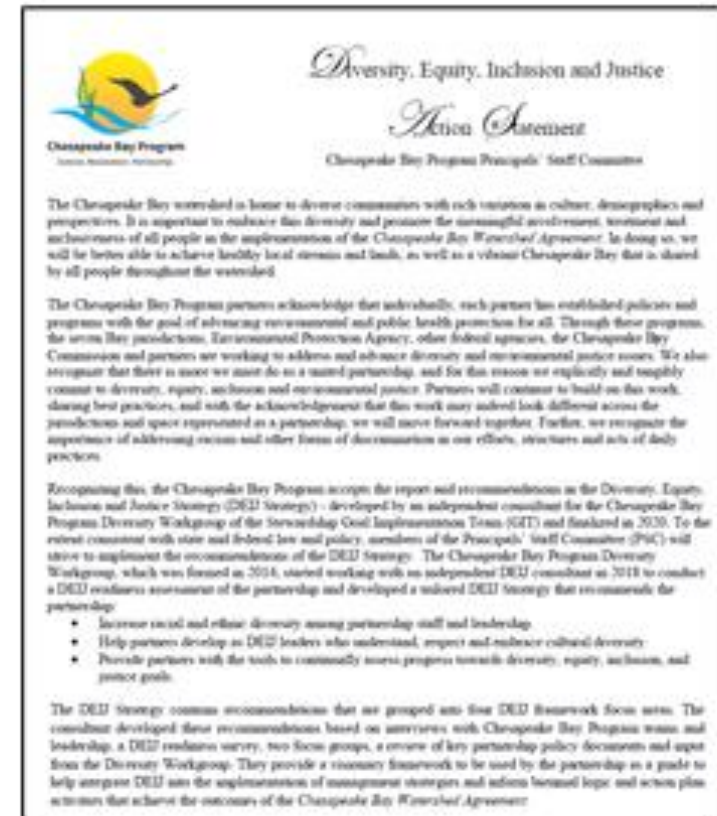 Diversity, Equity, Inclusion and Justice
Action Statement
Chesapeake Bay Program
Science. Restoration. Partnership.
Chesapeake Bay Program Principals' Staff Committee
The Chesapeake Bay watershed is home to diverse communities with rich variation in culture, demographics and
perspectives. It is important to embrace this diversity and promote the meaningful involvement, treatment and
inclusiveness of all people in the implementation of the Chesapeake Bay Watershed Agreement. In doing so, we
will be better able to achieve healthy local streams and lands, as well as a vibrant Chesapeake Bay that is shared
by all people throughout the watershed.
The Chesapeake Bay Program partners acknowledge that individually, each partner has established policies and
programs with the goal of advancing environmental and public health protection for all. Through these programs,
the seven Bay jurisdictions, Environmental Protection Agency, other federal agencies, the Chesapeake Bay
Commission and partners are working to address and advance diversity and environmental justice issues. We also
recognize that there is more we must do as a united partnership, and for this reason we explicitly and tangibly
commit to diversity, equity, inclusion and environmental justice. Partners will continue to build on this work,
sharing best practices, and with the acknowledgement that this work may indeed look different across the
jurisdictions and space represented as a partnership, we will move forward together. Further, we recognize the
importance of addressing racism and other forms of discrimination in our efforts, structures and acts of daily
practices.
Recognizing this, the Chesapeake Bay Program accepts the report and recommendations in the Diversity, Equity,
Inclusion and Justice Strategy (DEIJ Strategy) - developed by an independent consultant for the Chesapeake Bay
Program Diversity Workgroup of the Stewardship Goal Implementation Team (GIT) and finalized in 2020. To the
extent consistent with state and federal law and policy, members of the Principals' Staff Committee (PSC) will
strive to implement the recommendations of the DEIJ Strategy. The Chesapeake Bay Program Diversity
Workgroup, which was formed in 2014, started working with an independent DEIJ consultant in 2018 to conduct
a DEIJ readiness assessment of the partnership and developed a tailored DEIJ Strategy that recommends the
partnership:
• Increase racial and ethnic diversity among partnership staff and leadership.
• Help partners develop as DEIJ leaders who understand, respect and embrace cultural diversity
• Provide partners with the tools to continually assess progress towards diversity, equity, inclusion, and
justice goals.
The DEIJ Strategy contains recommendations that are grouped into four DEIJ framework focus areas. The
consultant developed these recommendations based on interviews with Chesapeake Bay Program teams and
leadership, a DEIJ readiness survey, two focus groups, a review of key partnership policy documents and input
from the Diversity Workgroup. They provide a visionary framework to be used by the partnership as a guide to
help integrate DEIJ into the implementation of management strategies and inform biennial logic and action plan
activities that achieve the outcomes of the Chesapeake Bay Watershed Agreement.